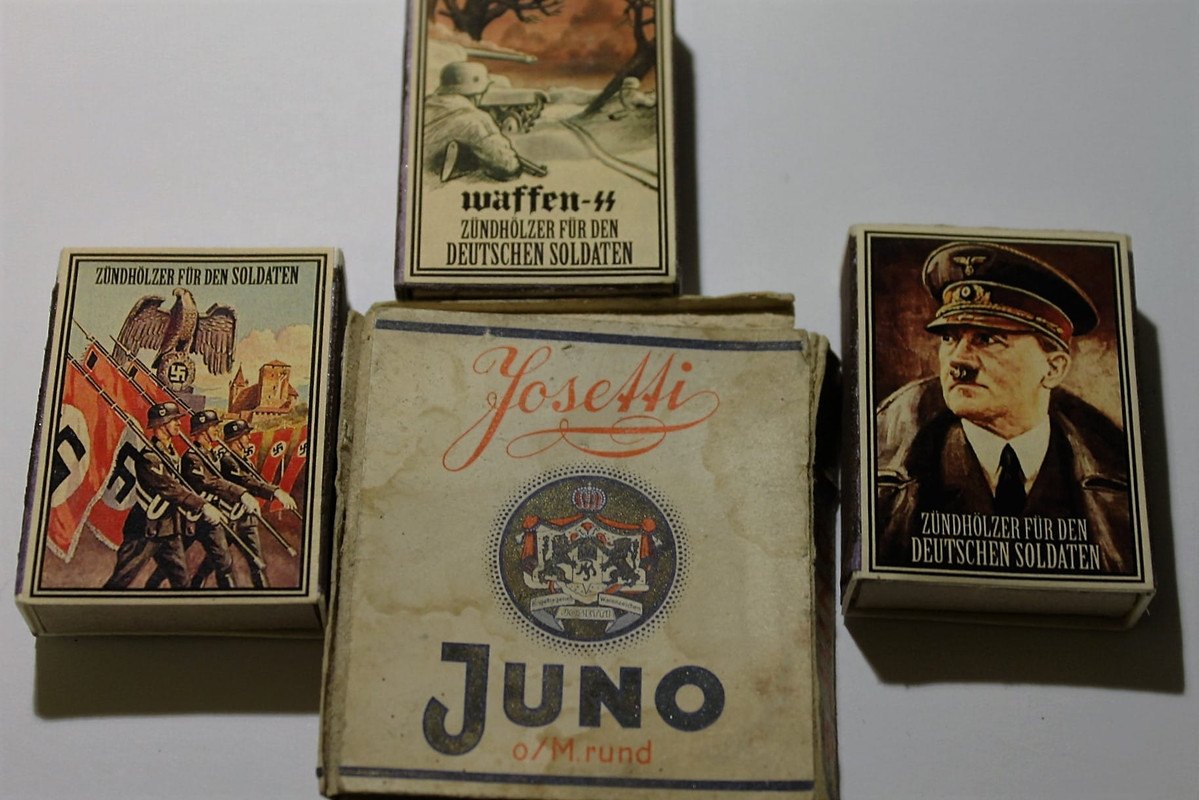 waffen-SS
ZÜNDHÖLZER FÜR DEN
DEUTSCHEN SOLDATEN
ZÜNDHÖLZER FÜR DEN SOLDATEN
Josetti
JUNO
o/M. rund
ZÜNDHÖLZER FÜR DEN
DEUTSCHEN SOLDATEN